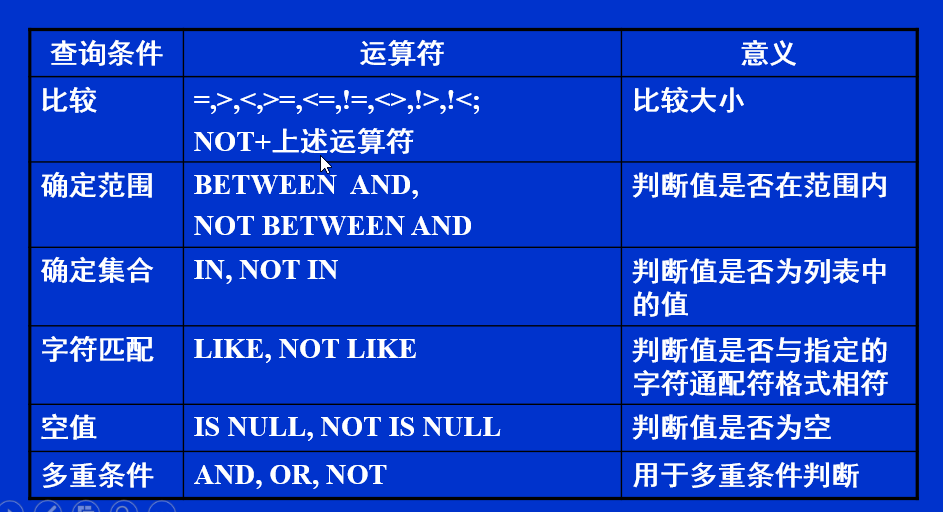 查询条件 运算符 意义
比较 =,>,<,>=,<=,!=,<>,!>,!<; 比较大小
NOT+上述运算符
确定范围 BETWEEN AND, 判断值是否在范围内
NOT BETWEEN AND
确定集合 IN, NOT IN 判断值是否为列表中
的值
字符匹配 LIKE, NOT LIKE 判断值是否与指定的
字符通配符格式相符
空值 IS NULL, NOT IS NULL 判断值是否为空
多重条件 AND, OR, NOT 用于多重条件判断